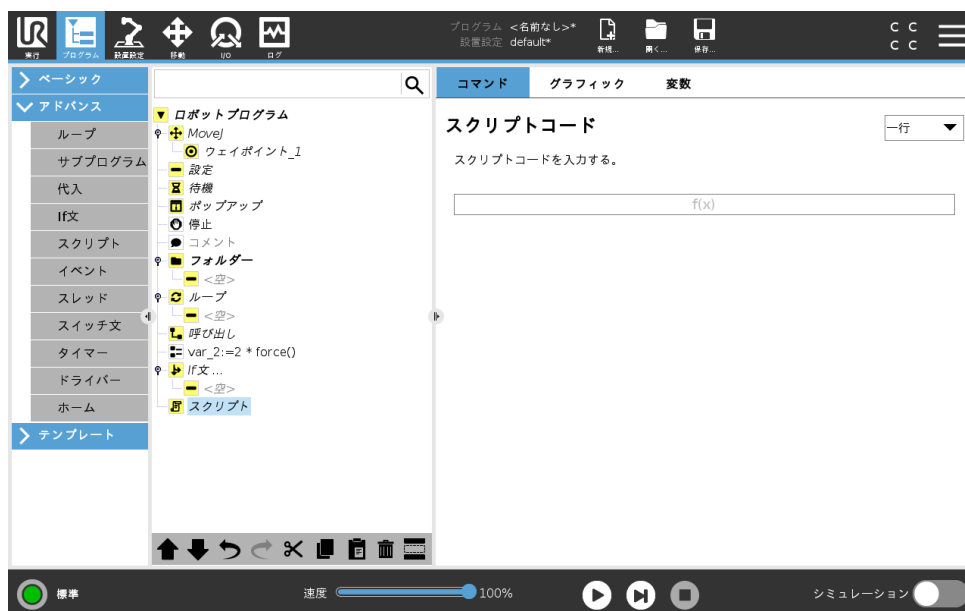 UR
実行
プログラム
設置設定
移動
I/O
ログ
プログラム <名前なし>*
設置設定 default*
新規...
開く...
保存...
C C
C C
ベーシック
アドバンス
ループ
サブプログラム
代入
If文
スクリプト
イベント
スレッド
スイッチ文
タイマー
ドライバー
ホーム
テンプレート
ロボットプログラム
MoveJ
ウェイポイント_1
設定
待機
ポップアップ
停止
コメント
フォルダー
<空>
ループ
<空>
呼び出し
var_2:=2 * force()
If文 ...
<空>
スクリプト
コマンド グラフィック 変数
スクリプトコード
一行
スクリプトコードを入力する。
f(x)
標準
速度 100%
シミュレーション